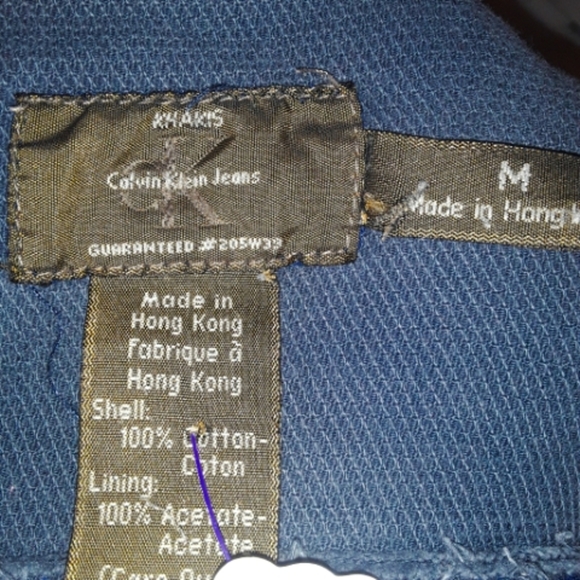 KHAKIS
CK
Calvin Klein Jeans
GUARANTEED #205W39
M
Made in Hong
Made in
Hong Kong
Fabrique à
Hong Kong
Shell:
100% Cotton-
Coton
Lining:
100% Acetate-
Acetate
(Care